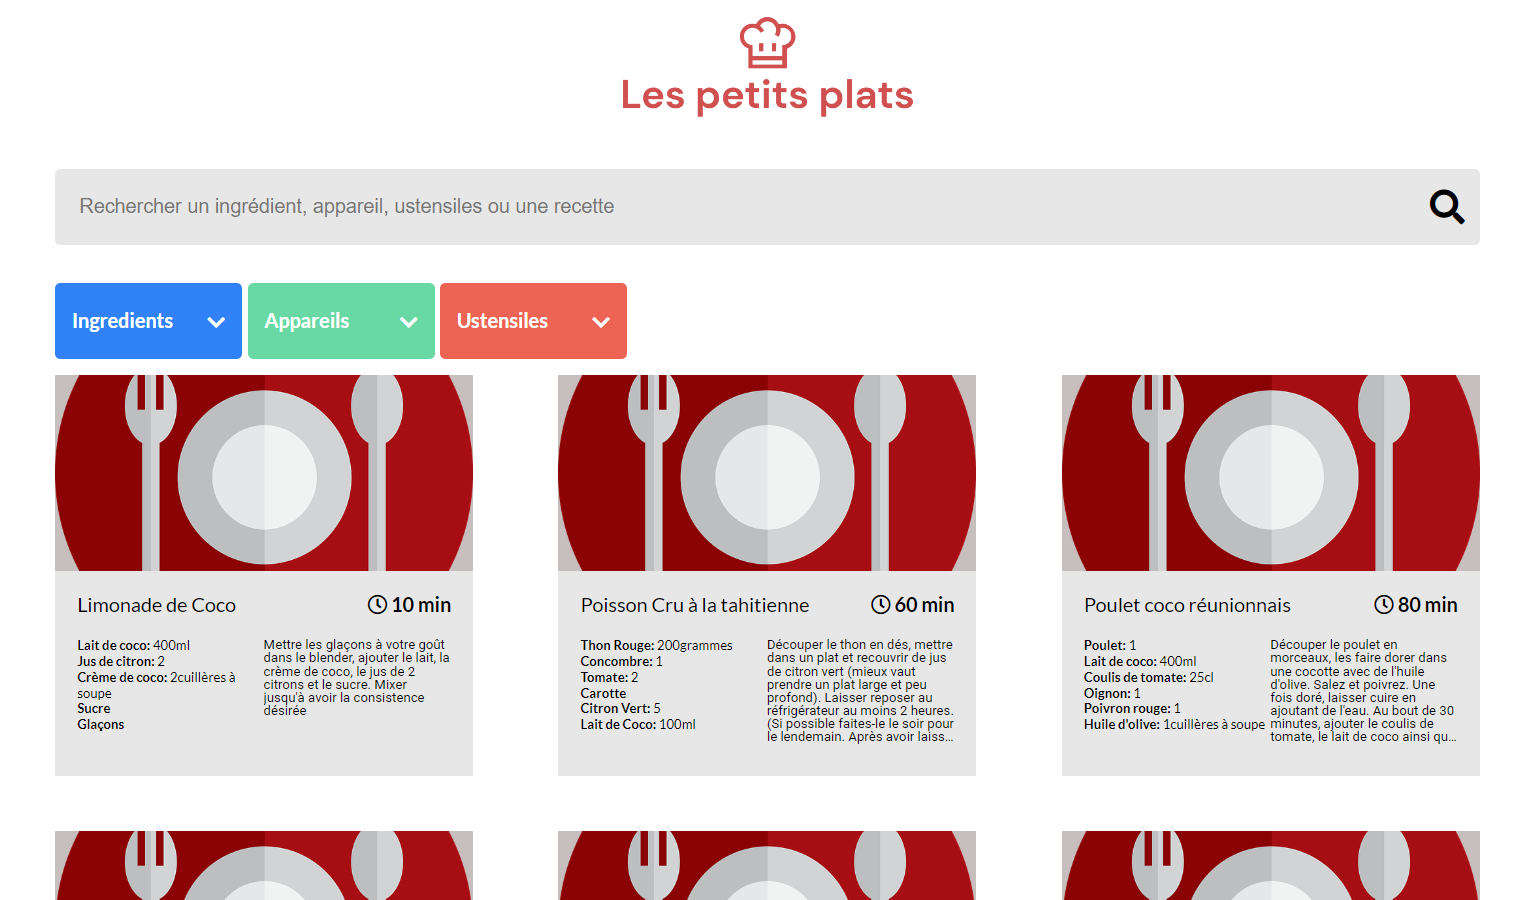 Les petits plats
Rechercher un ingrédient, appareil, ustensiles ou une recette
Ingredients
Appareils
Ustensiles
Limonade de Coco
10 min
Lait de coco: 400ml
Jus de citron: 2
Crème de coco: 2cuillères à
soupe
Sucre
Glaçons
Mettre les glaçons à votre goût
dans le blender, ajouter le lait, la
crème de coco, le jus de 2
citrons et le sucre. Mixer
jusqu'à avoir la consistence
désirée
Poisson Cru à la tahitienne
60 min
Thon Rouge: 200grammes
Concombre: 1
Tomate: 2
Carotte
Citron Vert: 5
Lait de Coco: 100ml
Découper le thon en dés, mettre
dans un plat et recouvrir de jus
de citron vert (mieux vaut
prendre un plat large et peu
profond). Laisser reposer au
réfrigérateur au moins 2 heures.
(Si possible faites-le le soir pour
le lendemain. Après avoir laiss...
Poulet coco réunionnais
80 min
Poulet: 1
Lait de coco: 400ml
Coulis de tomate: 25cl
Oignon: 1
Poivron rouge: 1
Huile d'olive: 1cuillères à soupe
Découper le poulet en
morceaux, les faire dorer dans
une cocotte avec de l'huile
d'olive. Salez et poivrez. Une
fois doré, laisser cuire en
ajoutant de l'eau. Au bout de 30
minutes, ajouter le coulis de
tomate, le lait de coco ainsi qu...